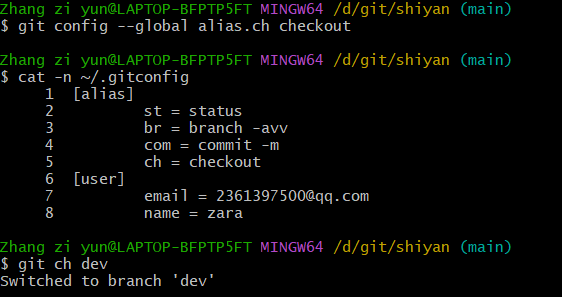 Zhang zi yun@LAPTOP-BFPTP5FT MINGW64 /d/git/shiyan (main)
$ git config --global alias.ch checkout
Zhang zi yun@LAPTOP-BFPTP5FT MINGW64 /d/git/shiyan (main)
$ cat -n ~/.gitconfig
1 [alias]
2 st = status
3 br = branch -avv
4 com = commit -m
5 ch = checkout
6 [user]
7 email = 2361397500@qq.com
8 name = zara
Zhang zi yun@LAPTOP-BFPTP5FT MINGW64 /d/git/shiyan (main)
$ git ch dev
Switched to branch 'dev'